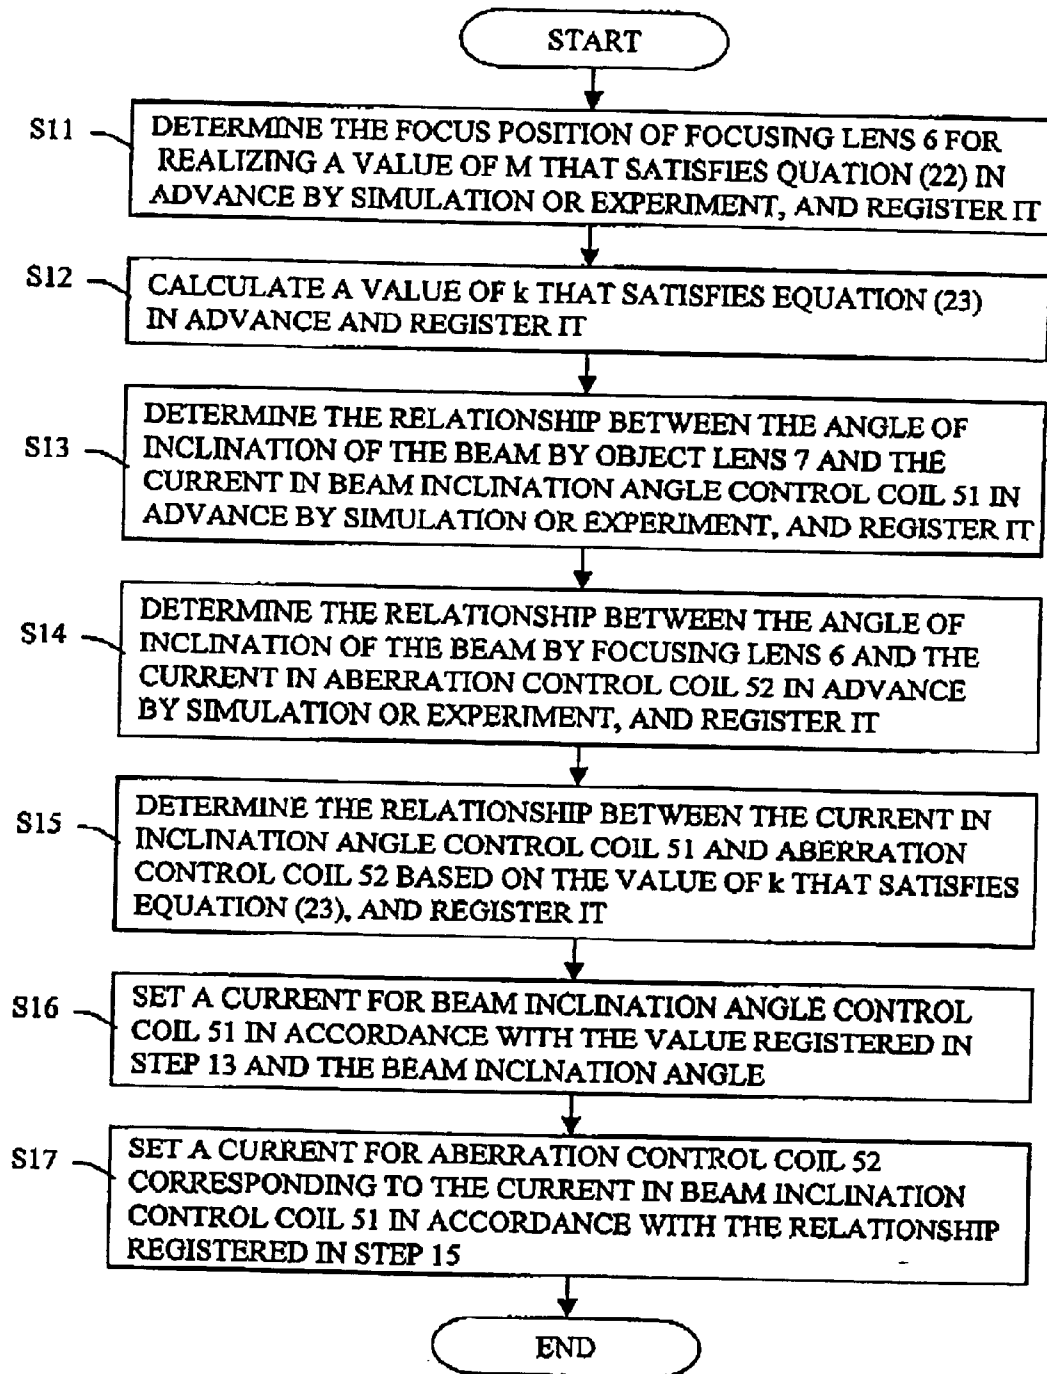 START
S11
DETERMINE THE FOCUS POSITION OF FOCUSING LENS 6 FOR
REALIZING A VALUE OF M THAT SATISFIES QUATION (22) IN
ADVANCE BY SIMULATION OR EXPERIMENT, AND REGISTER IT
S12
CALCULATE A VALUE OF k THAT SATISFIES EQUATION (23)
IN ADVANCE AND REGISTER IT
S13
DETERMINE THE RELATIONSHIP BETWEEN THE ANGLE OF
INCLINATION OF THE BEAM BY OBJECT LENS 7 AND THE
CURRENT IN BEAM INCLINATION ANGLE CONTROL COIL 51 IN
ADVANCE BY SIMULATION OR EXPERIMENT, AND REGISTER IT
S14
DETERMINE THE RELATIONSHIP BETWEEN THE ANGLE OF
INCLINATION OF THE BEAM BY FOCUSING LENS 6 AND THE
CURRENT IN ABERRATION CONTROL COIL 52 IN ADVANCE
BY SIMULATION OR EXPERIMENT, AND REGISTER IT
S15
DETERMINE THE RELATIONSHIP BETWEEN THE CURRENT IN
INCLINATION ANGLE CONTROL COIL 51 AND ABERRATION
CONTROL COIL 52 BASED ON THE VALUE OF k THAT SATISFIES
EQUATION (23), AND REGISTER IT
S16
SET A CURRENT FOR BEAM INCLINATION ANGLE CONTROL
COIL 51 IN ACCORDANCE WITH THE VALUE REGISTERED IN
STEP 13 AND THE BEAM INCLNATION ANGLE
S17
SET A CURRENT FOR ABERRATION CONTROL COIL 52
CORRESPONDING TO THE CURRENT IN BEAM INCLINATION
CONTROL COIL 51 IN ACCORDANCE WITH THE RELATIONSHIP
REGISTERED IN STEP 15
END